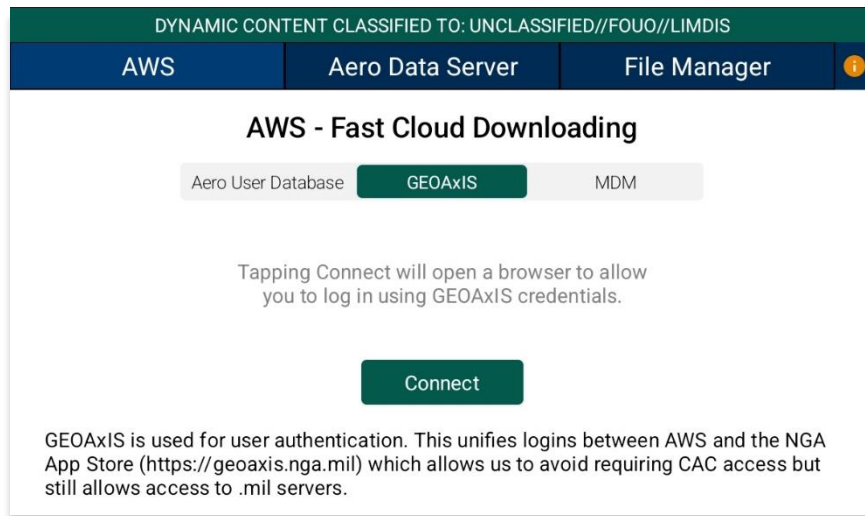 DYNAMIC CONTENT CLASSIFIED TO: UNCLASSIFIED//FOUO//LIMDIS
AWS Aero Data Server File Manager i
AWS - Fast Cloud Downloading
Aero User Database GEOAxIS MDM
Tapping Connect will open a browser to allow
you to log in using GEOAxIS credentials.
Connect
GEOAxIS is used for user authentication. This unifies logins between AWS and the NGA
App Store (https://geoaxis.nga.mil) which allows us to avoid requiring CAC access but
still allows access to .mil servers.